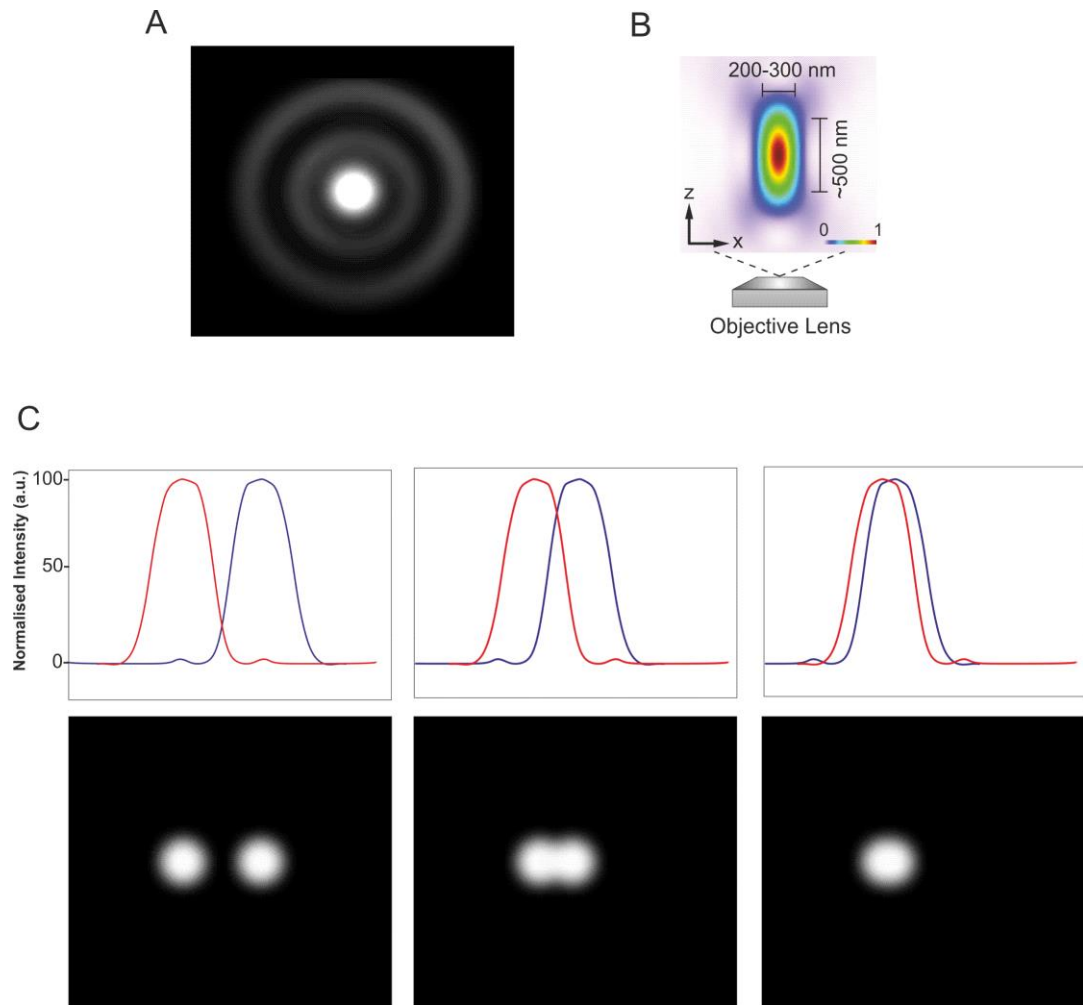 A
B
200-300 nm
~500 nm
z
x
0 1
Objective Lens
C
Normalised Intensity (a.u.)
100
50
0